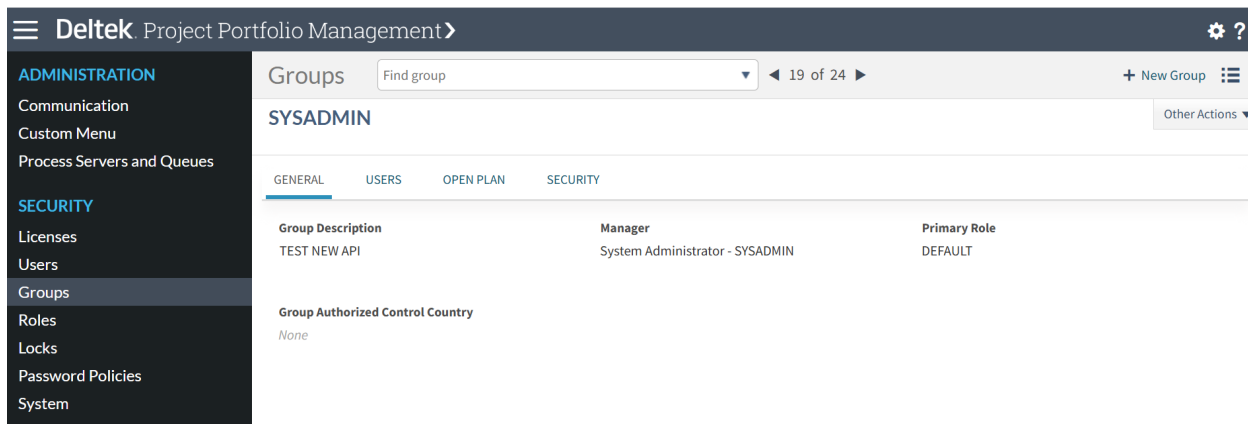 Deltek. Project Portfolio Management
?
ADMINISTRATION
Communication
Custom Menu
Process Servers and Queues
SECURITY
Licenses
Users
Groups
Roles
Locks
Password Policies
System
Groups
Find group
19 of 24
+ New Group
SYSADMIN
Other Actions
GENERAL USERS OPEN PLAN SECURITY
Group Description Manager Primary Role
TEST NEW API System Administrator - SYSADMIN DEFAULT
Group Authorized Control Country
None